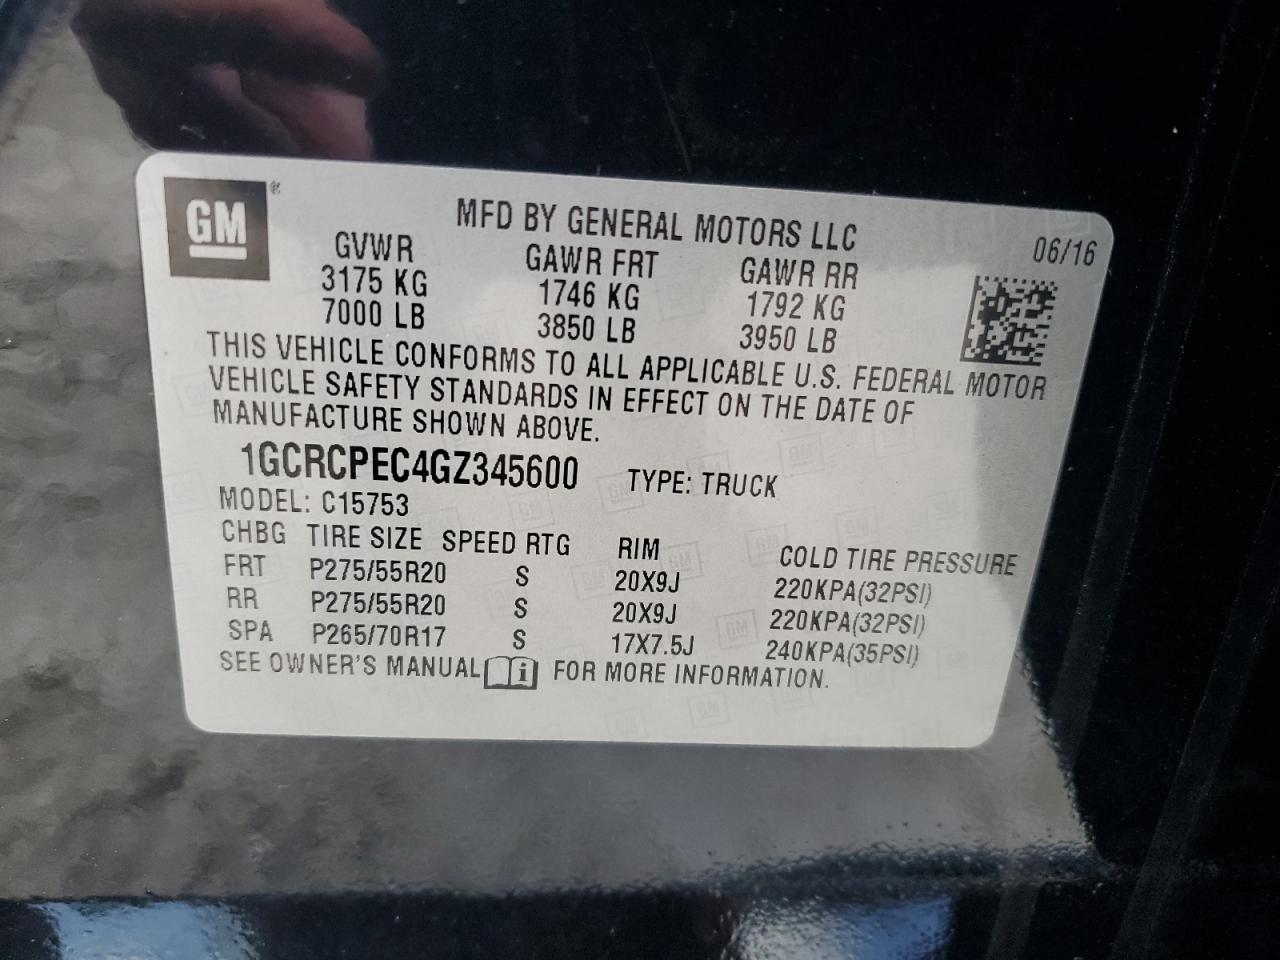 GM ®
MFD BY GENERAL MOTORS LLC
06/16
GVWR GAWR FRT GAWR RR
3175 KG 1746 KG 1792 KG
7000 LB 3850 LB 3950 LB
THIS VEHICLE CONFORMS TO ALL APPLICABLE U.S. FEDERAL MOTOR
VEHICLE SAFETY STANDARDS IN EFFECT ON THE DATE OF
MANUFACTURE SHOWN ABOVE.
1GCRCPEC4GZ345600 TYPE: TRUCK
MODEL: C15753
CHBG TIRE SIZE SPEED RTG RIM COLD TIRE PRESSURE
FRT P275/55R20 S 20X9J 220KPA(32PSI)
RR P275/55R20 S 20X9J 220KPA(32PSI)
SPA P265/70R17 S 17X7.5J 240KPA(35PSI)
SEE OWNER'S MANUAL i FOR MORE INFORMATION.